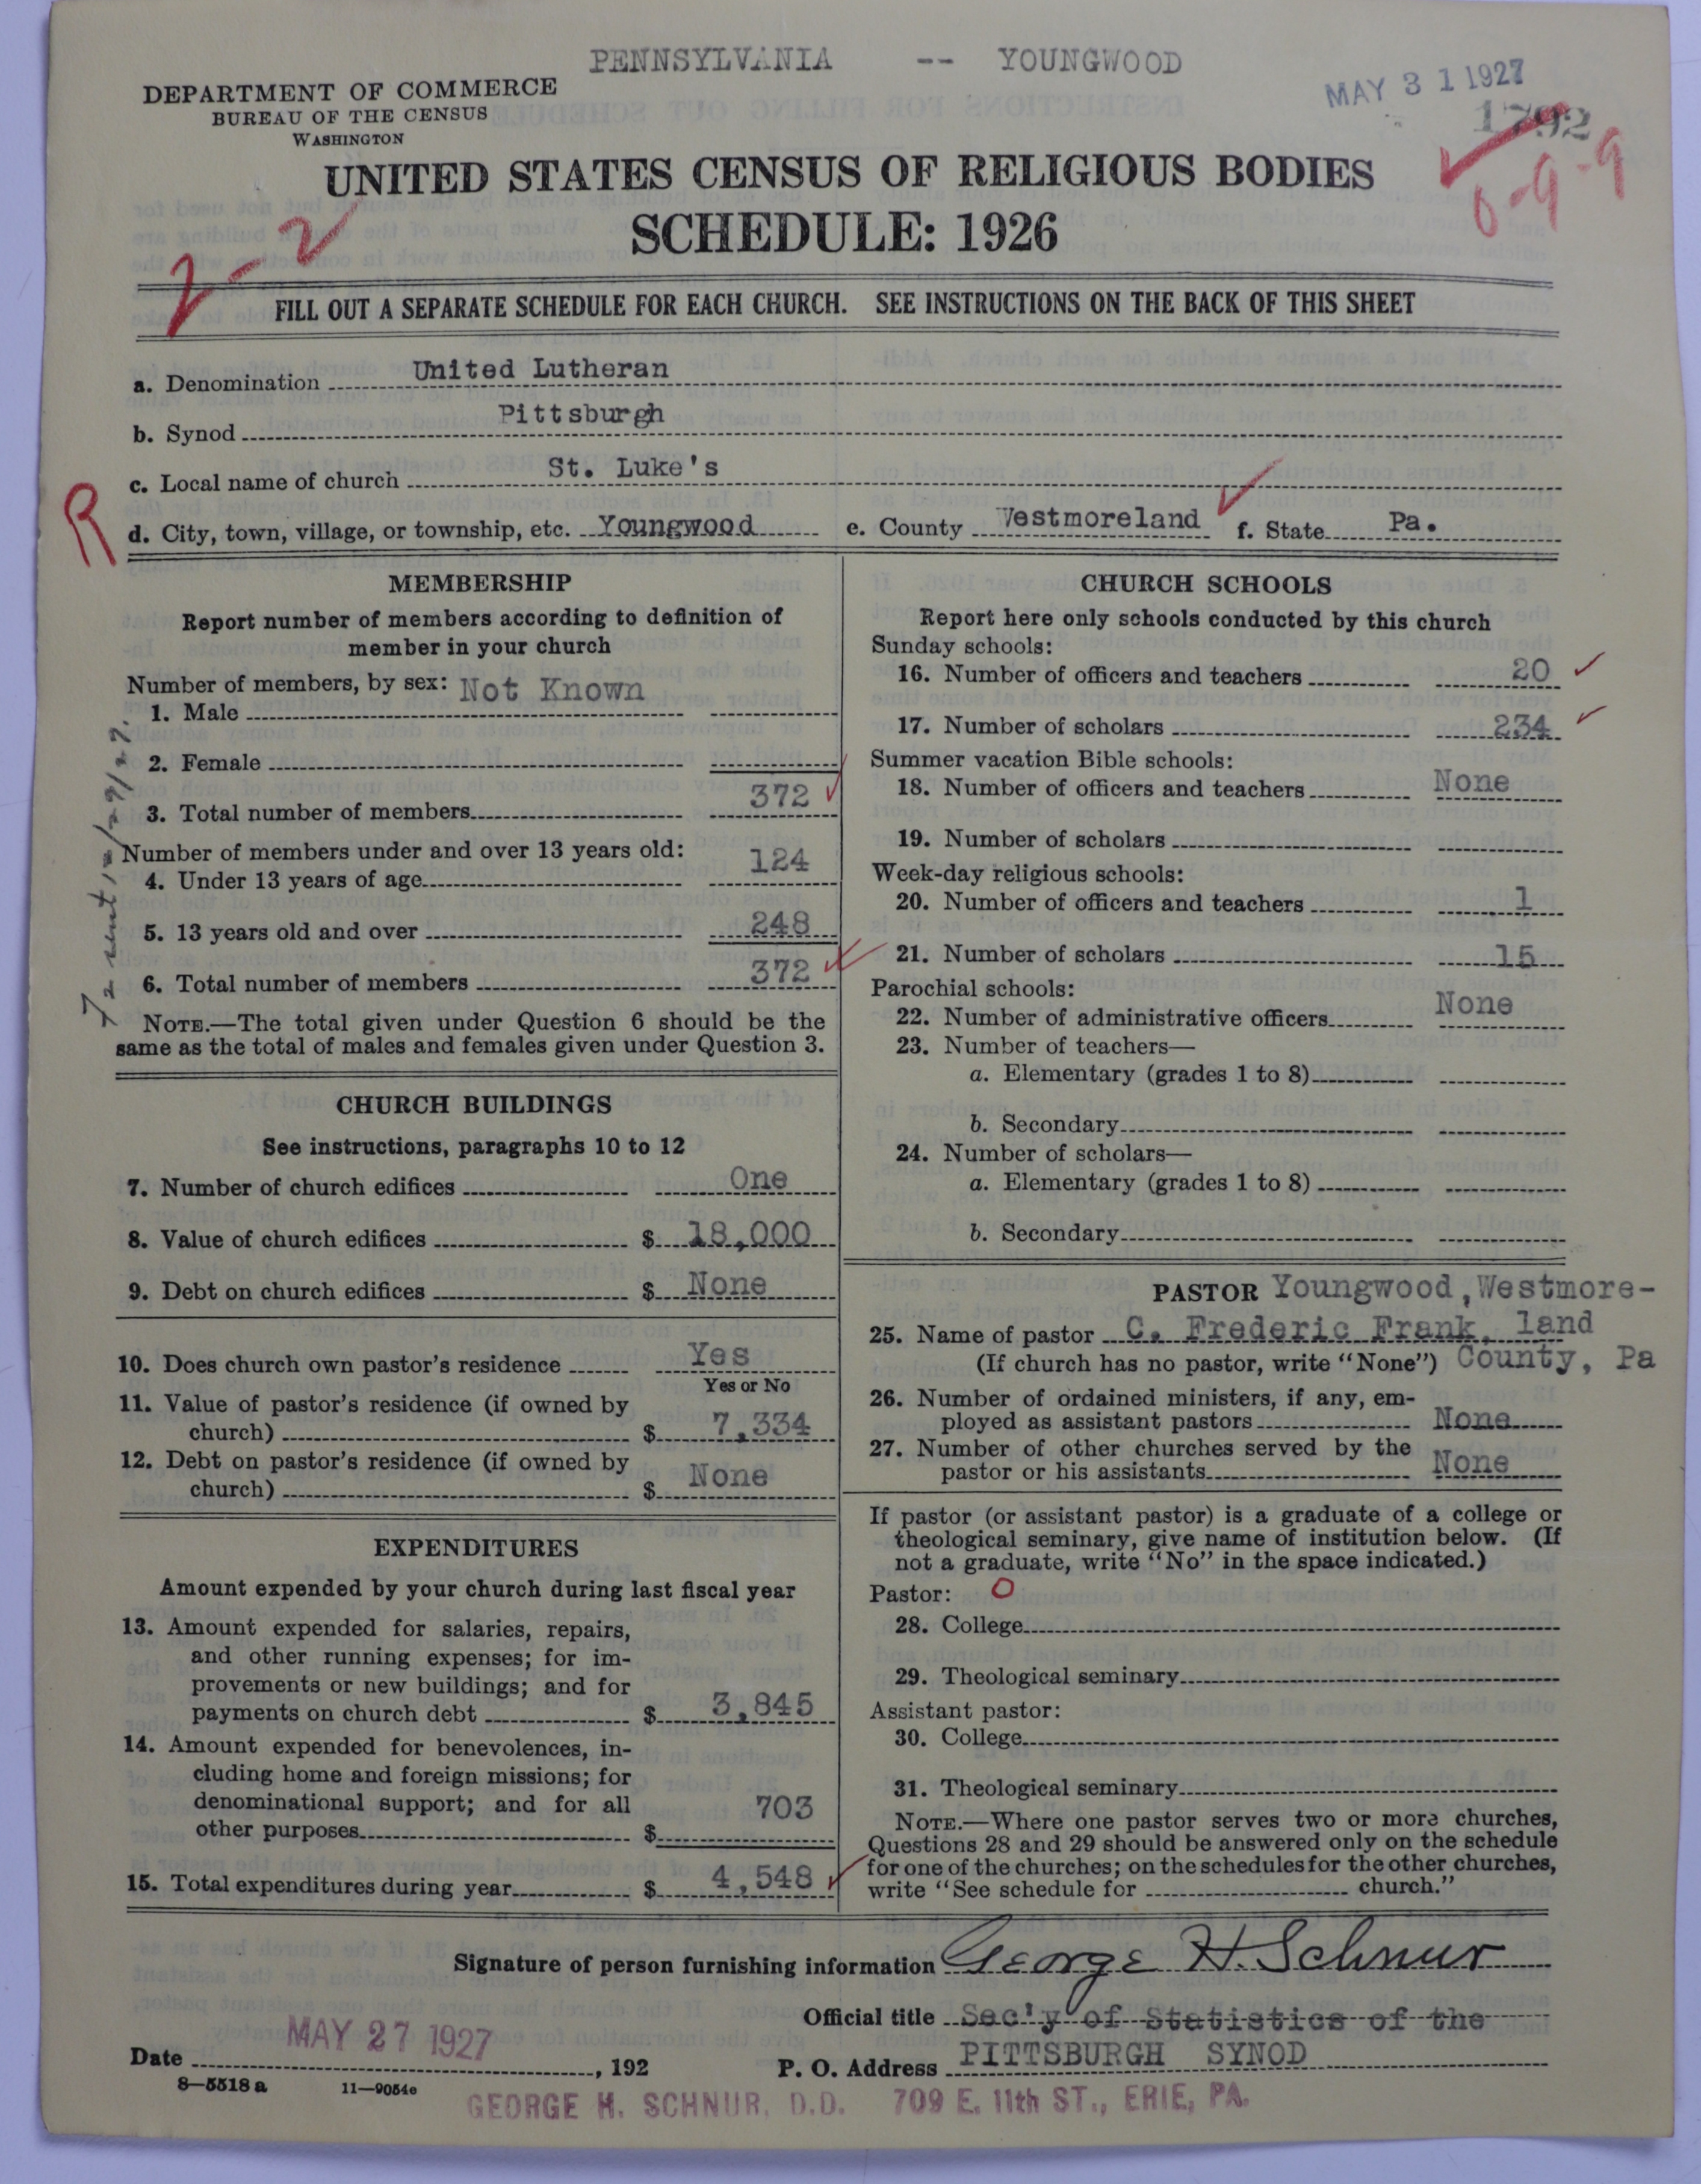 PENNSYLVANIA -- YOUNGWOOD
MAY 31 1927
1792
6-9-9
DEPARTMENT OF COMMERCE
BUREAU OF THE CENSUS
WASHINGTON
UNITED STATES CENSUS OF RELIGIOUS BODIES
SCHEDULE: 1926
2-2
FILL OUT A SEPARATE SCHEDULE FOR EACH CHURCH. SEE INSTRUCTIONS ON THE BACK OF THIS SHEET
a. Denomination United Lutheran
b. Synod Pittsburgh
c. Local name of church St. Luke's
R
d. City, town, village, or township, etc. Youngwood e. County Westmoreland f. State Pa.
MEMBERSHIP
Report number of members according to definition of
member in your church
Number of members, by sex: Not Known
1. Male
2. Female
3. Total number of members 372
Number of members under and over 13 years old:
4. Under 13 years of age 124
5. 13 years old and over 248
6. Total number of members 372
NOTE.—The total given under Question 6 should be the
same as the total of males and females given under Question 3.
CHURCH BUILDINGS
See instructions, paragraphs 10 to 12
7. Number of church edifices One
8. Value of church edifices $ 18,000
9. Debt on church edifices $ None
10. Does church own pastor's residence Yes
Yes or No
11. Value of pastor's residence (if owned by
church) $ 7,334
12. Debt on pastor's residence (if owned by
church) $ None
EXPENDITURES
Amount expended by your church during last fiscal year
13. Amount expended for salaries, repairs,
and other running expenses; for im-
provements or new buildings; and for
payments on church debt $ 3,845
14. Amount expended for benevolences, in-
cluding home and foreign missions; for
denominational support; and for all
other purposes $ 703
15. Total expenditures during year $ 4,548
CHURCH SCHOOLS
Report here only schools conducted by this church
Sunday schools:
16. Number of officers and teachers 20
17. Number of scholars 234
Summer vacation Bible schools:
18. Number of officers and teachers None
19. Number of scholars
Week-day religious schools:
20. Number of officers and teachers 1
21. Number of scholars 15
Parochial schools:
22. Number of administrative officers None
23. Number of teachers—
a. Elementary (grades 1 to 8)
b. Secondary
24. Number of scholars—
a. Elementary (grades 1 to 8)
b. Secondary
PASTOR Youngwood, Westmore-
25. Name of pastor C. Frederic Frank, land
(If church has no pastor, write "None") County, Pa
26. Number of ordained ministers, if any, em-
ployed as assistant pastors None
27. Number of other churches served by the
pastor or his assistants None
If pastor (or assistant pastor) is a graduate of a college or
theological seminary, give name of institution below. (If
not a graduate, write "No" in the space indicated.)
Pastor: O
28. College
29. Theological seminary
Assistant pastor:
30. College
31. Theological seminary
NOTE.—Where one pastor serves two or more churches,
Questions 28 and 29 should be answered only on the schedule
for one of the churches; on the schedules for the other churches,
write "See schedule for church."
Signature of person furnishing information George H. Schnur
Official title Sec'y of Statistics of the
Date MAY 27 1927, 192 P. O. Address PITTSBURGH SYNOD
8—5518 a 11—9054e
GEORGE H. SCHNUR, D.D. 709 E. 11th ST., ERIE, PA.